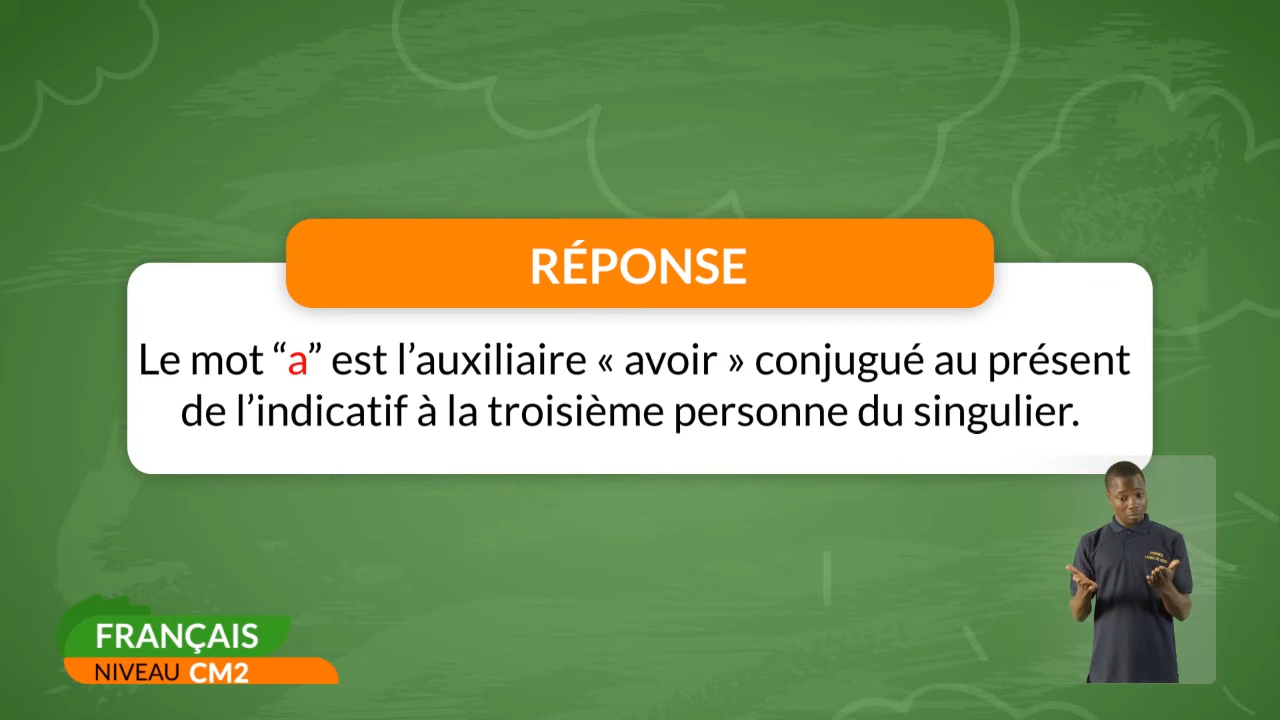 RÉPONSE
Le mot “a” est l’auxiliaire « avoir » conjugué au présent
de l’indicatif à la troisième personne du singulier.
FRANÇAIS
NIVEAU CM2